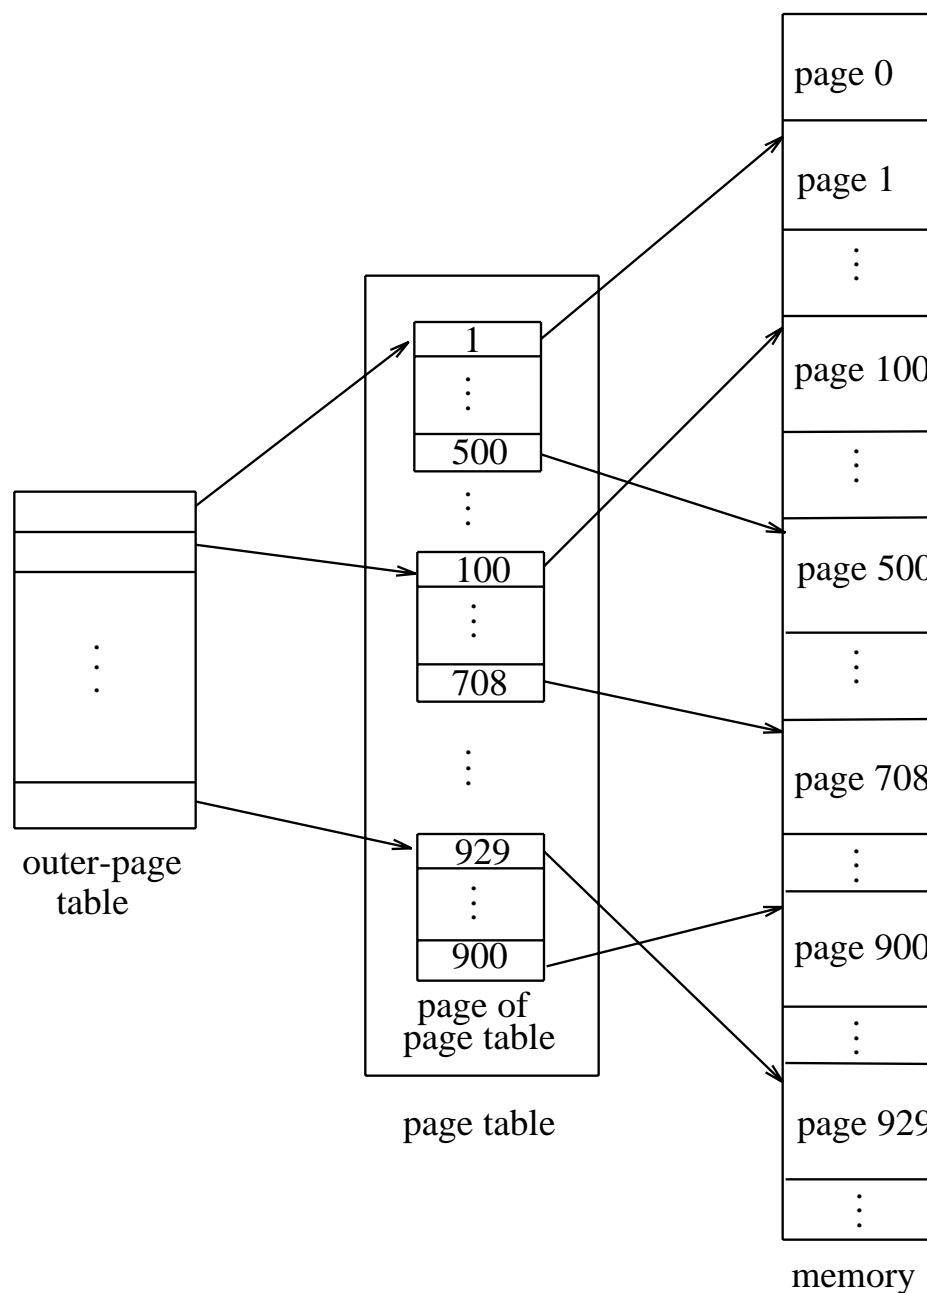 outer-page
table
1
500
100
708
929
900
page of
page table
page table
page 0
page 1
page 100
page 500
page 708
page 900
page 929
memory